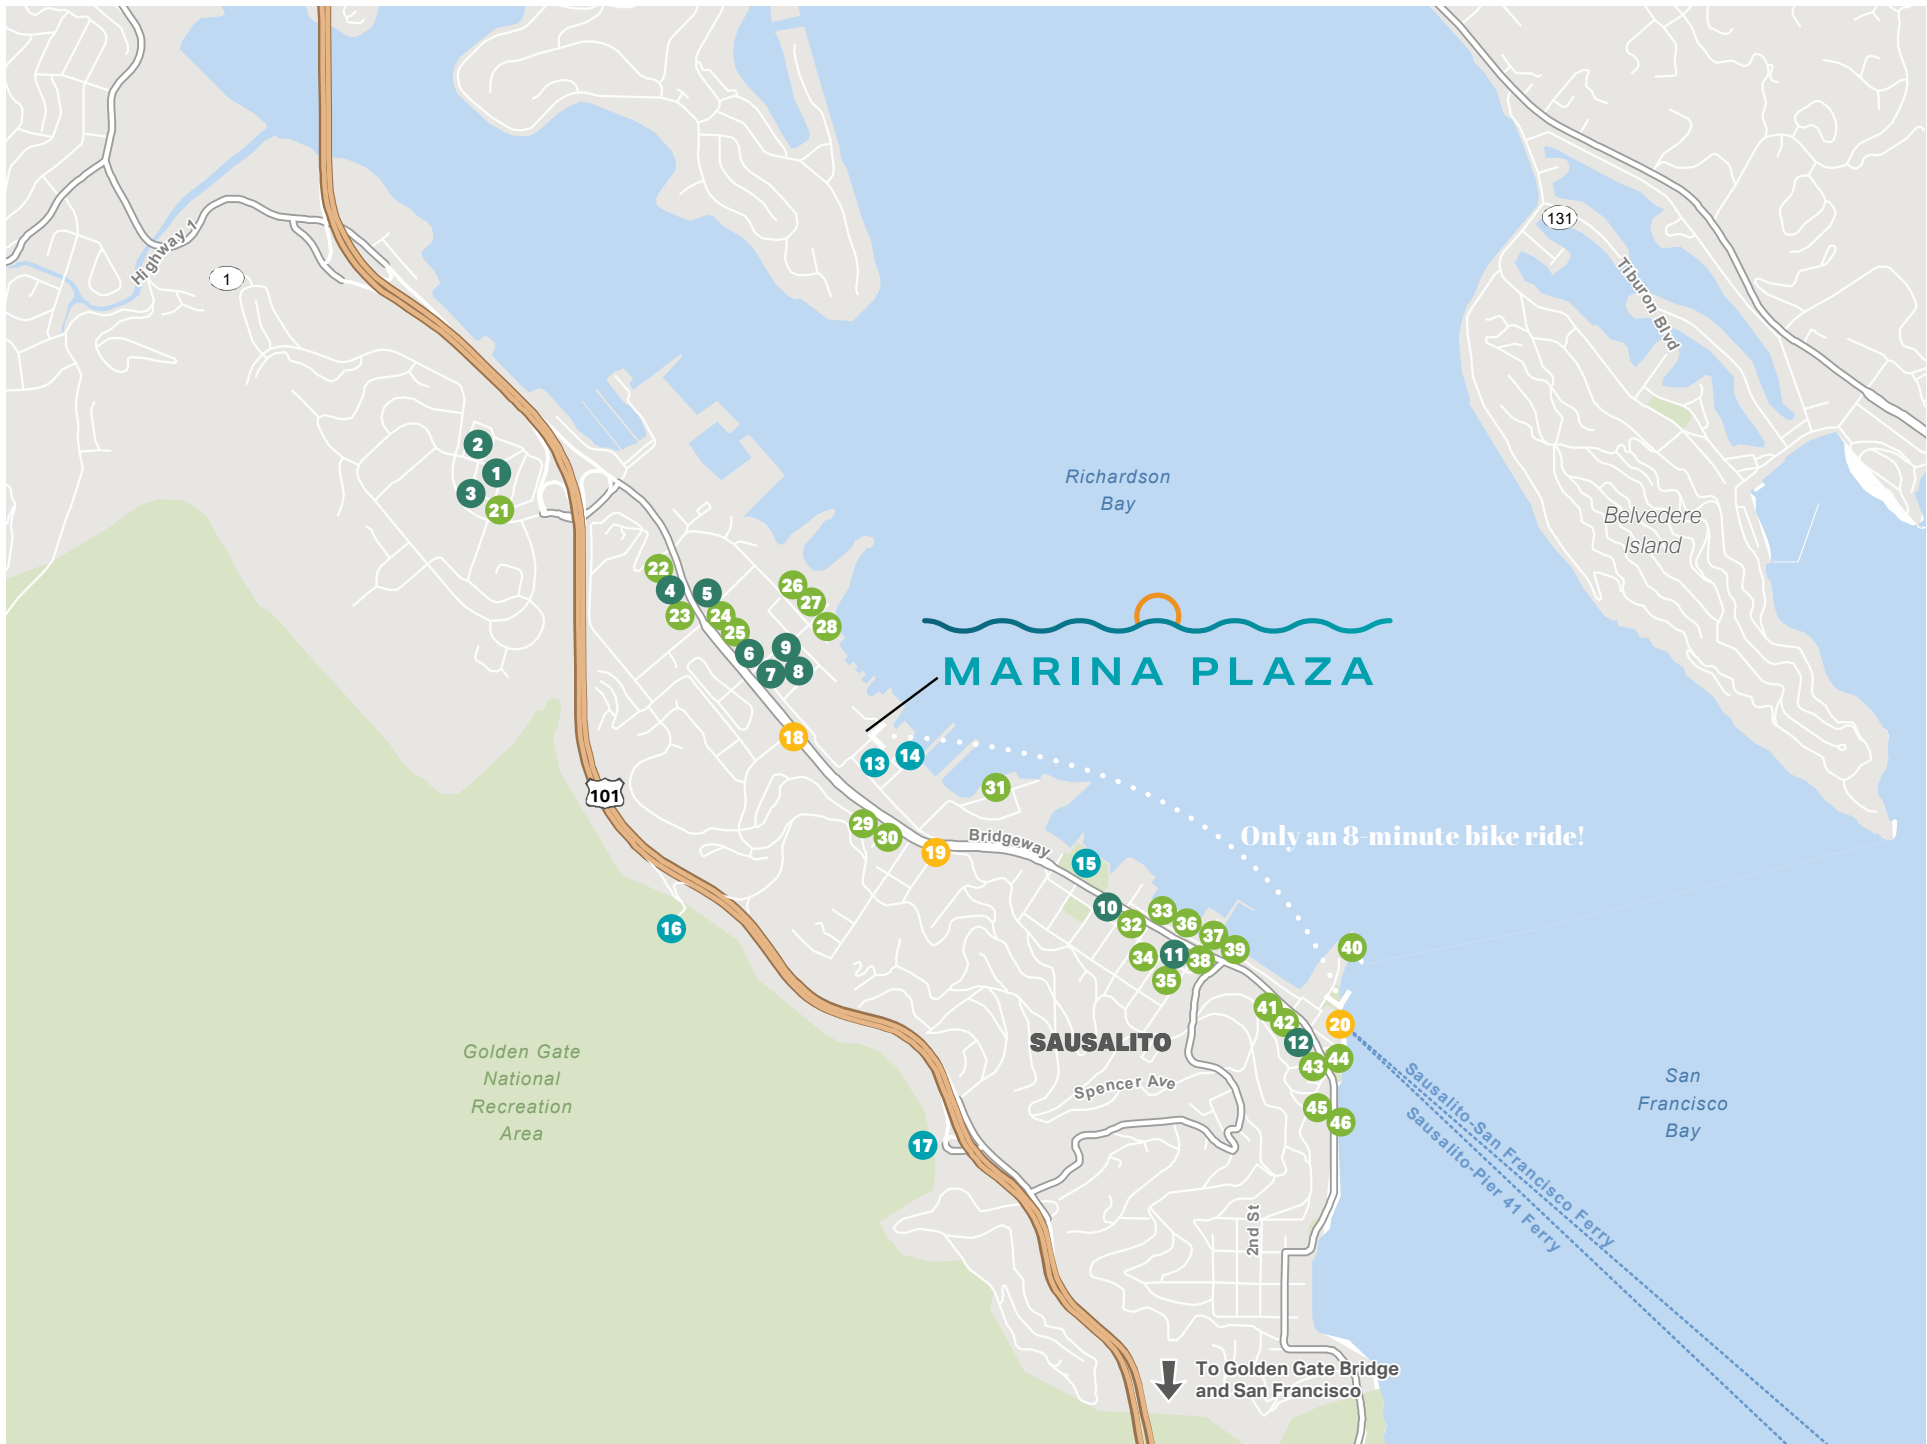 131
Highway 1
1
Tiburon Blvd
2
1
3
21
Richardson
Bay
Belvedere
Island
22
4
5
23
24
25
26
27
28
6
9
7
8
MARINA PLAZA
18
13
14
101
31
29
30
19
Bridgeway
Only an 8-minute bike ride!
15
10
16
32
33
36
37
39
34
11
38
35
40
41
42
12
20
43
44
SAUSALITO
Spencer Ave
Golden Gate
National
Recreation
Area
San
Francisco
Bay
Sausalito-San Francisco Ferry
Sausalito-Pier 41 Ferry
45
46
17
2nd St
To Golden Gate Bridge
and San Francisco